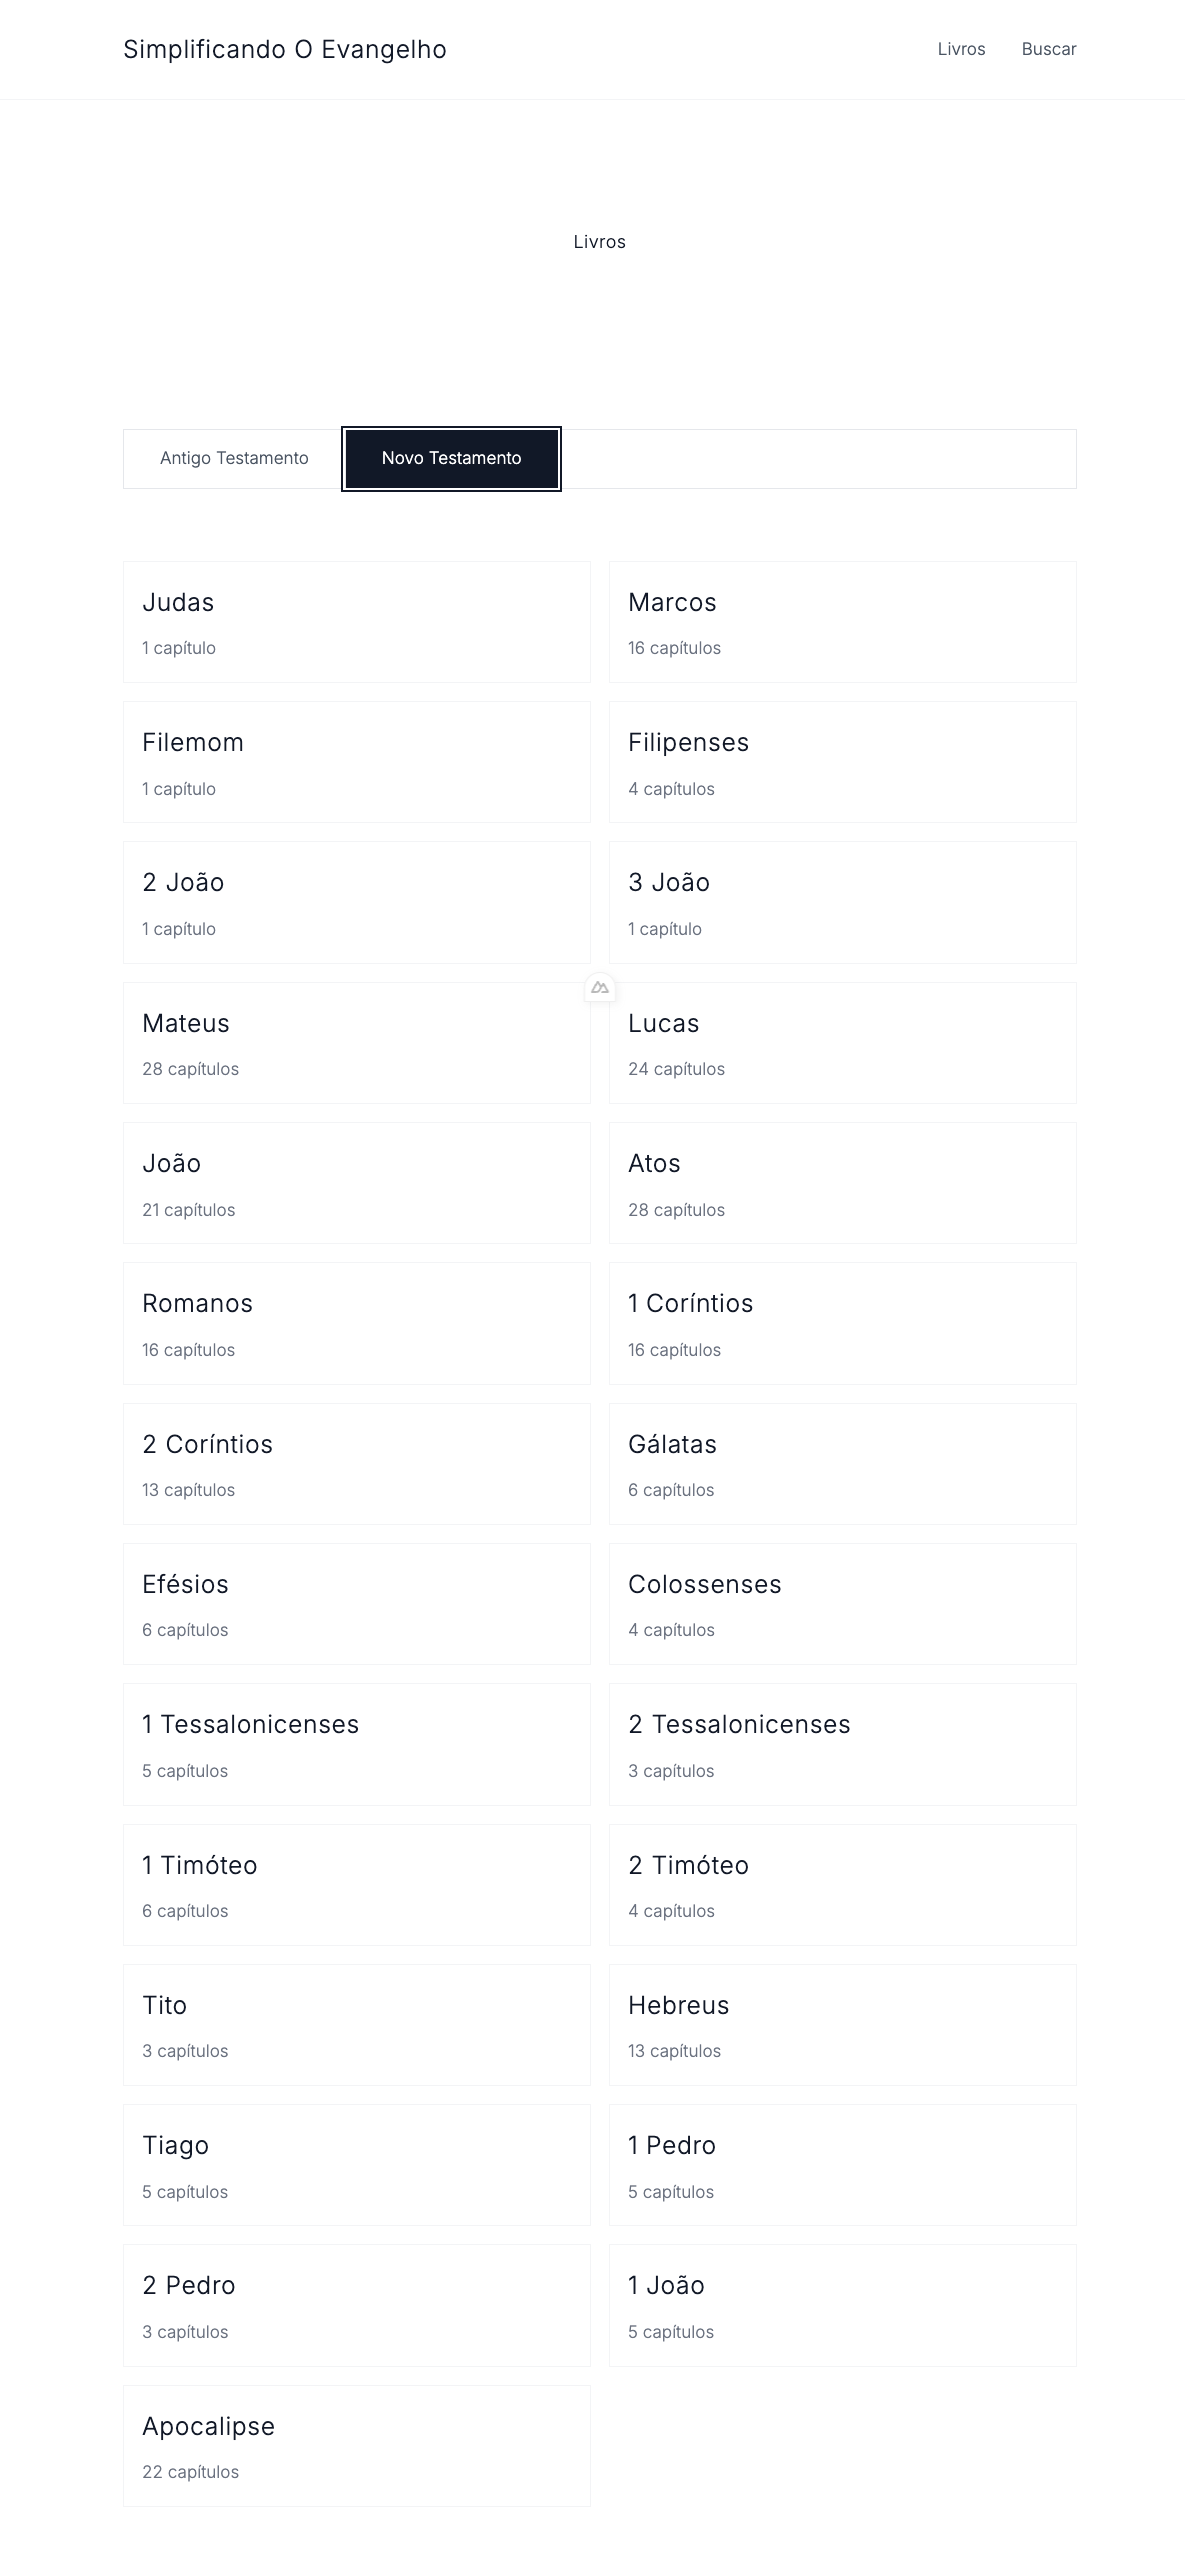 Simplificando O Evangelho
Livros
Buscar
Livros
Antigo Testamento
Novo Testamento
Judas
1 capítulo
Marcos
16 capítulos
Filemom
1 capítulo
Filipenses
4 capítulos
2 João
1 capítulo
3 João
1 capítulo
Mateus
28 capítulos
Lucas
24 capítulos
João
21 capítulos
Atos
28 capítulos
Romanos
16 capítulos
1 Coríntios
16 capítulos
2 Coríntios
13 capítulos
Gálatas
6 capítulos
Efésios
6 capítulos
Colossenses
4 capítulos
1 Tessalonicenses
5 capítulos
2 Tessalonicenses
3 capítulos
1 Timóteo
6 capítulos
2 Timóteo
4 capítulos
Tito
3 capítulos
Hebreus
13 capítulos
Tiago
5 capítulos
1 Pedro
5 capítulos
2 Pedro
3 capítulos
1 João
5 capítulos
Apocalipse
22 capítulos